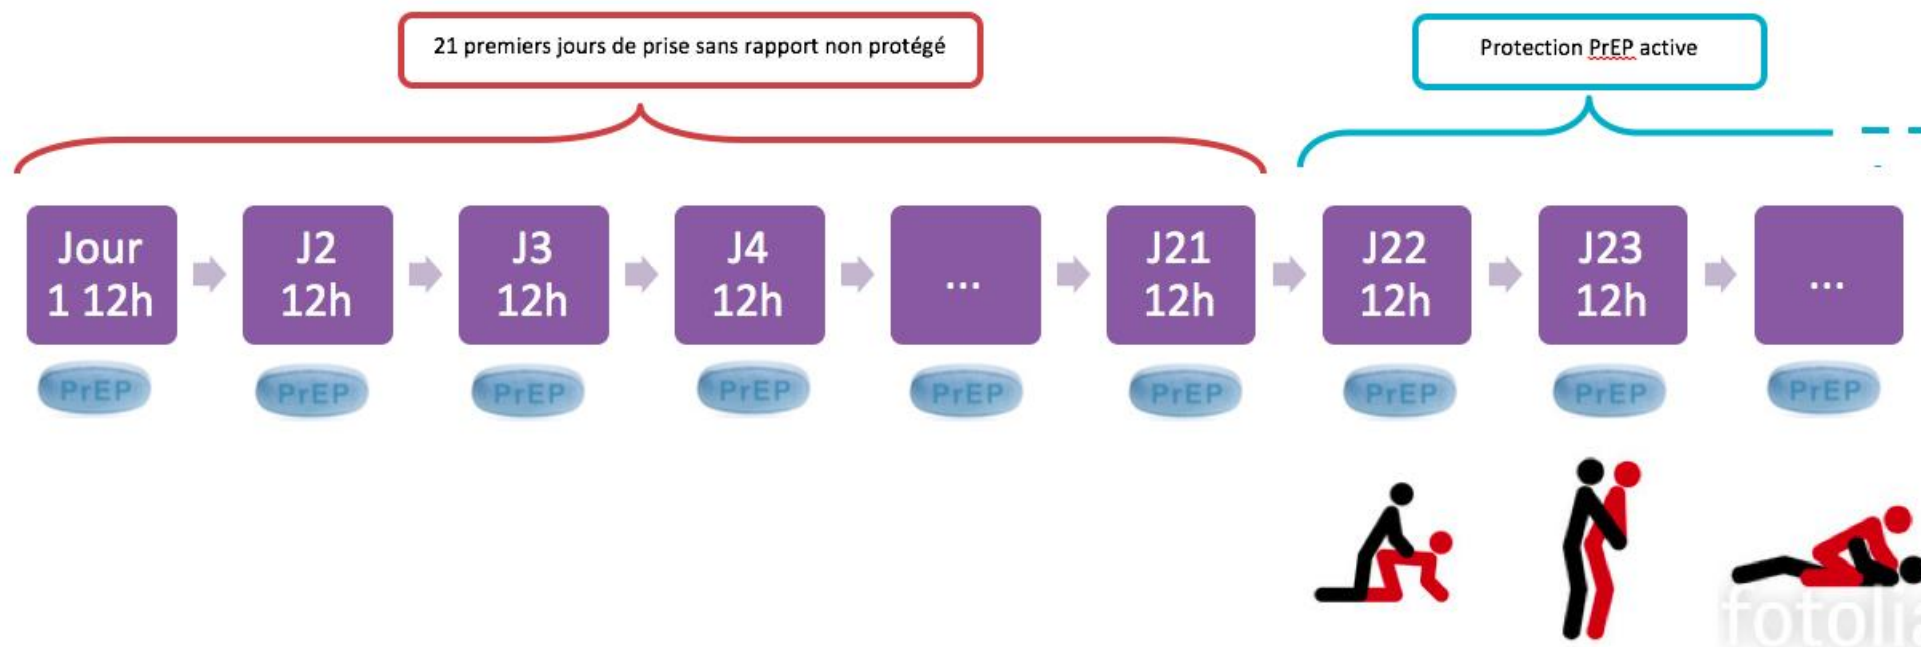 21 premiers jours de prise sans rapport non protégé
Protection PrEP active
Jour
1 12h
J2
12h
J3
12h
J4
12h
...
J21
12h
J22
12h
J23
12h
...
PrEP
PrEP
PrEP
PrEP
PrEP
PrEP
PrEP
PrEP
PrEP
fotolia